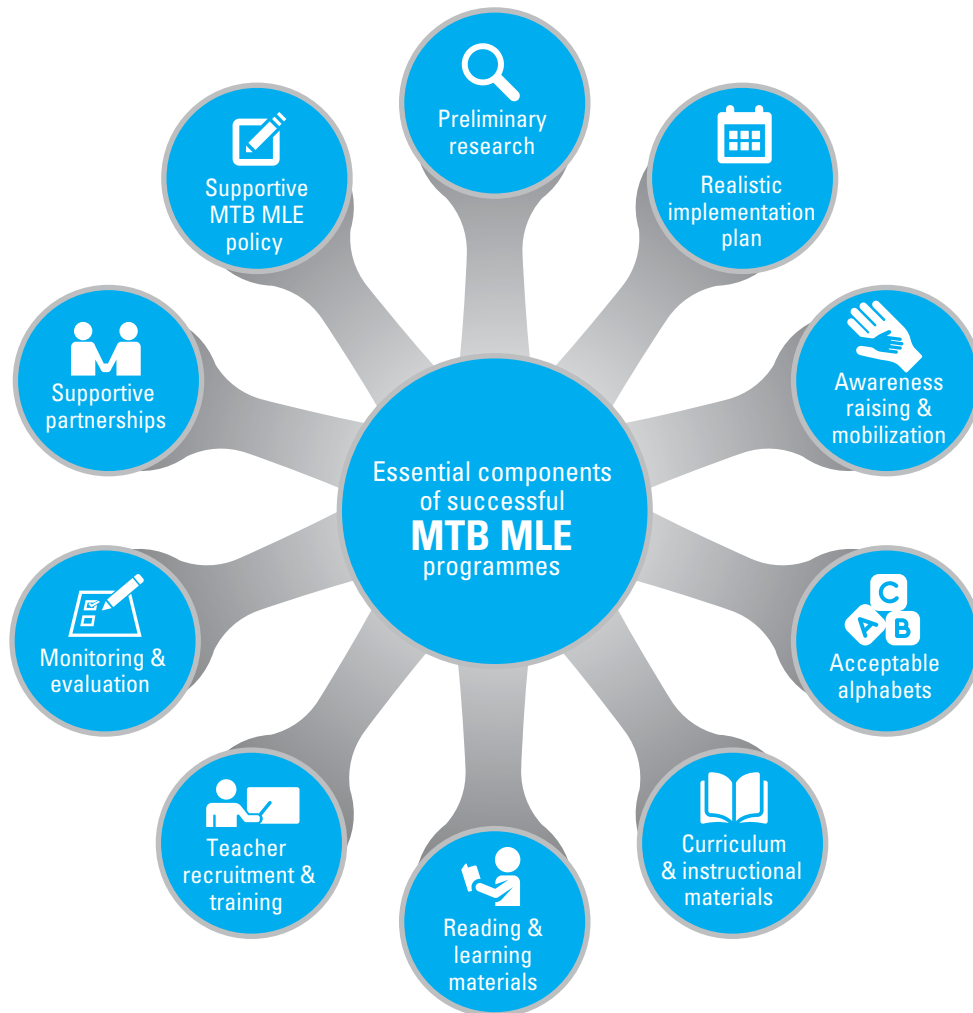 Preliminary
research
Realistic
implementation
plan
Awareness
raising &
mobilization
Acceptable
alphabets
Curriculum
& instructional
materials
Reading &
learning
materials
Teacher
recruitment &
training
Monitoring &
evaluation
Supportive
partnerships
Supportive
MTB MLE
policy
Essential components
of successful
MTB MLE
programmes
C
A
B